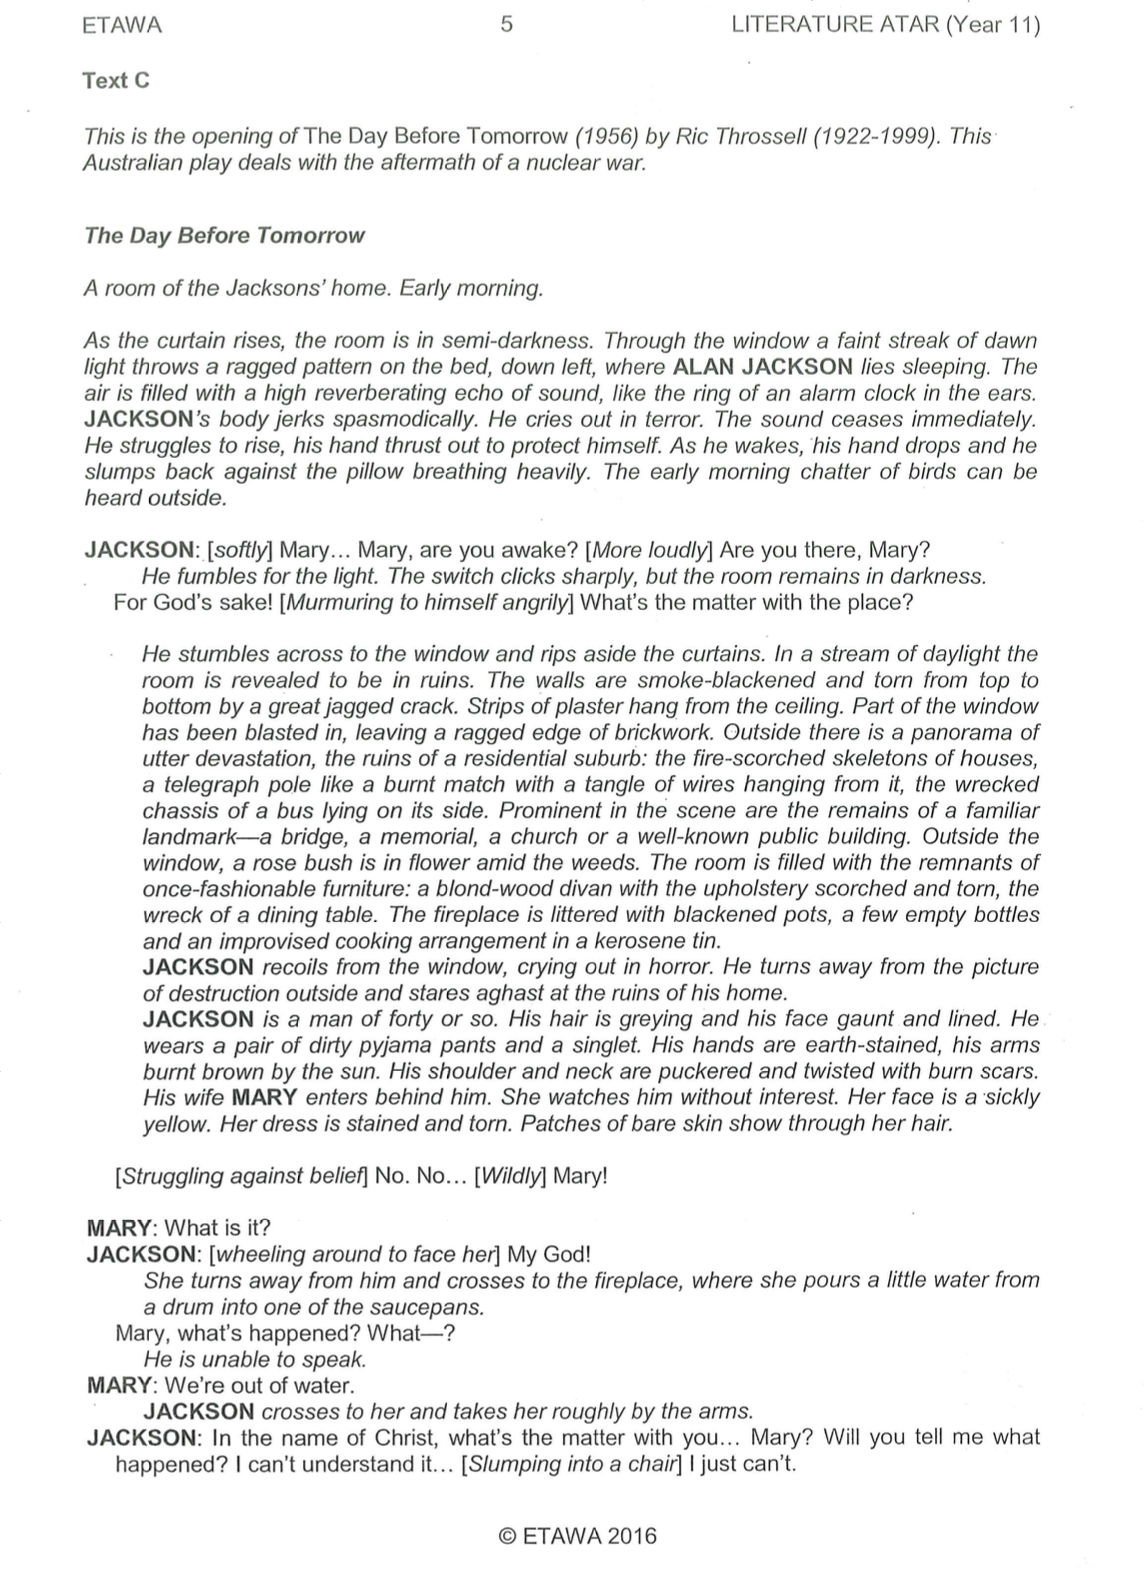 ETAWA 5 LITERATURE ATAR (Year 11)
Text C
This is the opening of The Day Before Tomorrow (1956) by Ric Throssell (1922-1999). This
Australian play deals with the aftermath of a nuclear war.
The Day Before Tomorrow
A room of the Jacksons' home. Early morning.
As the curtain rises, the room is in semi-darkness. Through the window a faint streak of dawn
light throws a ragged pattern on the bed, down left, where ALAN JACKSON lies sleeping. The
air is filled with a high reverberating echo of sound, like the ring of an alarm clock in the ears.
JACKSON's body jerks spasmodically. He cries out in terror. The sound ceases immediately.
He struggles to rise, his hand thrust out to protect himself. As he wakes, his hand drops and he
slumps back against the pillow breathing heavily. The early morning chatter of birds can be
heard outside.
JACKSON: [softly] Mary... Mary, are you awake? [More loudly] Are you there, Mary?
He fumbles for the light. The switch clicks sharply, but the room remains in darkness.
For God's sake! [Murmuring to himself angrily] What's the matter with the place?
He stumbles across to the window and rips aside the curtains. In a stream of daylight the
room is revealed to be in ruins. The walls are smoke-blackened and torn from top to
bottom by a great jagged crack. Strips of plaster hang from the ceiling. Part of the window
has been blasted in, leaving a ragged edge of brickwork. Outside there is a panorama of
utter devastation, the ruins of a residential suburb: the fire-scorched skeletons of houses,
a telegraph pole like a burnt match with a tangle of wires hanging from it, the wrecked
chassis of a bus lying on its side. Prominent in the scene are the remains of a familiar
landmark—a bridge, a memorial, a church or a well-known public building. Outside the
window, a rose bush is in flower amid the weeds. The room is filled with the remnants of
once-fashionable furniture: a blond-wood divan with the upholstery scorched and torn, the
wreck of a dining table. The fireplace is littered with blackened pots, a few empty bottles
and an improvised cooking arrangement in a kerosene tin.
JACKSON recoils from the window, crying out in horror. He turns away from the picture
of destruction outside and stares aghast at the ruins of his home.
JACKSON is a man of forty or so. His hair is greying and his face gaunt and lined. He
wears a pair of dirty pyjama pants and a singlet. His hands are earth-stained, his arms
burnt brown by the sun. His shoulder and neck are puckered and twisted with burn scars.
His wife MARY enters behind him. She watches him without interest. Her face is a sickly
yellow. Her dress is stained and torn. Patches of bare skin show through her hair.
[Struggling against belief] No. No... [Wildly] Mary!
MARY: What is it?
JACKSON: [wheeling around to face her] My God!
She turns away from him and crosses to the fireplace, where she pours a little water from
a drum into one of the saucepans.
Mary, what's happened? What—?
He is unable to speak.
MARY: We're out of water.
JACKSON crosses to her and takes her roughly by the arms.
JACKSON: In the name of Christ, what's the matter with you... Mary? Will you tell me what
happened? I can't understand it... [Slumping into a chair] I just can't.
© ETAWA 2016